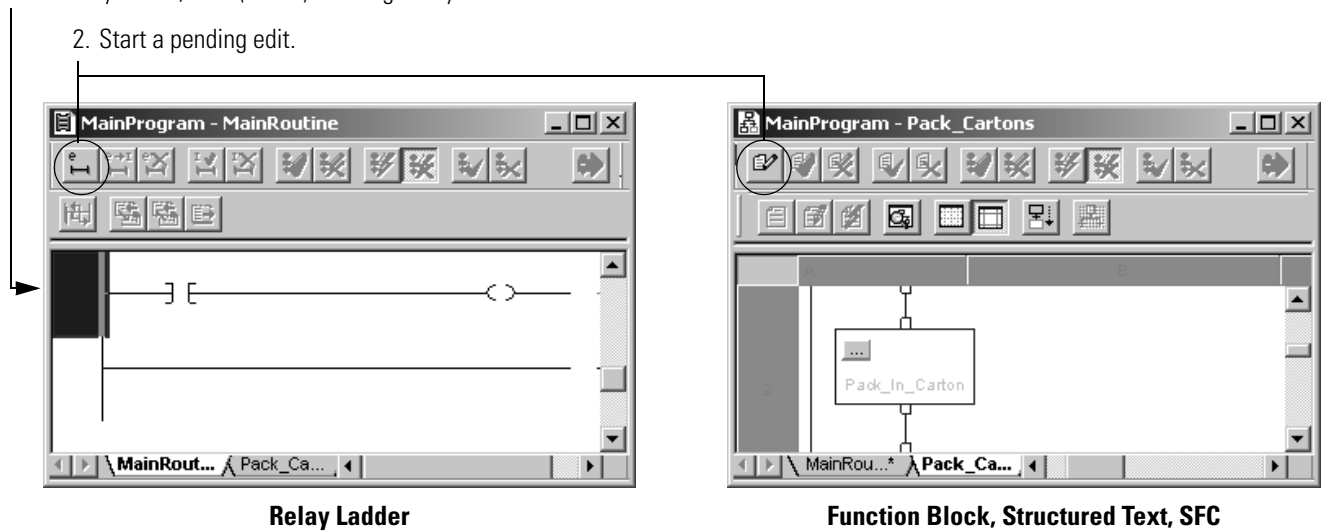 2. Start a pending edit.
MainProgram - MainRoutine
MainProgram - Pack_Cartons
A
B
...
Pack_In_Carton
2
MainRout... Pack_Ca...
MainRou...* Pack_Ca...
Relay Ladder
Function Block, Structured Text, SFC